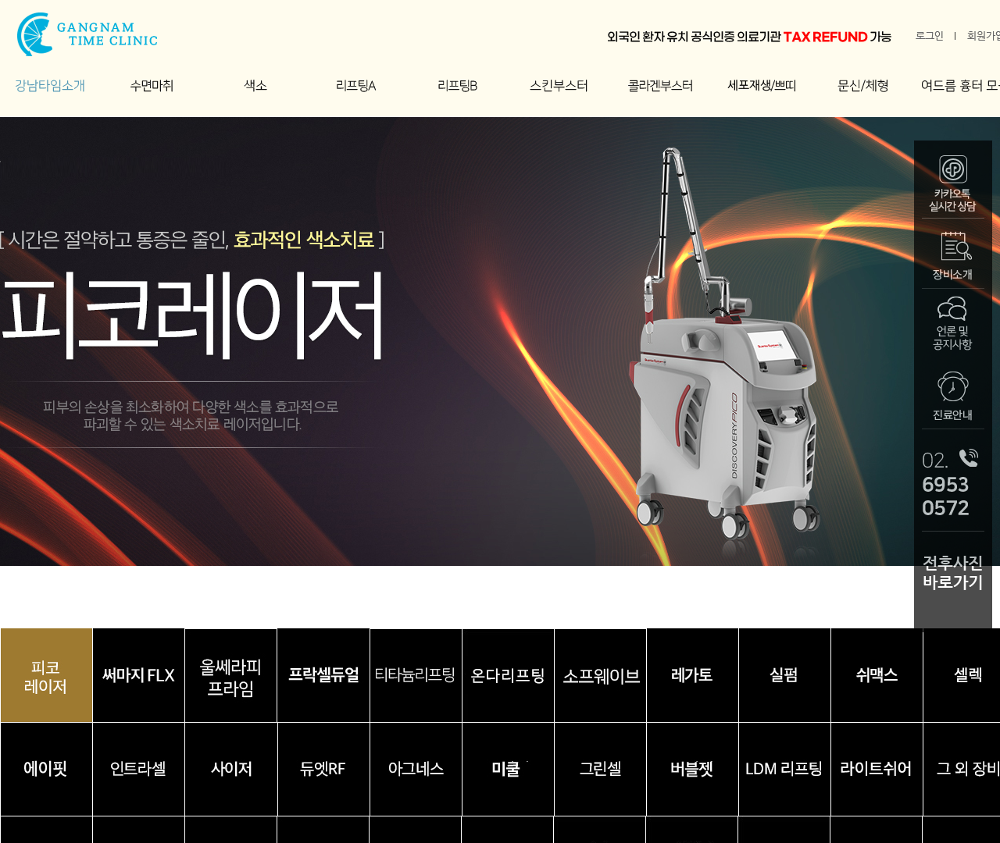 GANGNAM
TIME CLINIC
외국인 환자 유치 공식인증 의료기관 TAX REFUND 가능
로그인
회원가입
강남타임소개
수면마취
색소
리프팅A
리프팅B
스킨부스터
콜라겐부스터
세포재생/쁘띠
문신/체형
여드름 흉터 모
[ 시간은 절약하고 통증은 줄인, 효과적인 색소치료 ]
피코레이저
피부의 손상을 최소화하여 다양한 색소를 효과적으로
파괴할 수 있는 색소치료 레이저입니다.
Quanta System
Quanta System
DISCOVERY PICO
카카오톡
실시간 상담
장비소개
언론 및
공지사항
진료안내
02.
6953
0572
전후사진
바로가기
피코
레이저
써마지 FLX
울쎄라피
프라임
프락셀듀얼
티타늄리프팅
온다리프팅
소프웨이브
레가토
실펌
쉬맥스
셀렉
에이핏
인트라셀
사이저
듀엣RF
아그네스
미쿨
그린셀
버블젯
LDM 리프팅
라이트쉬어
그 외 장비